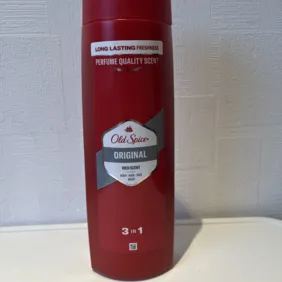 LONG LASTING FRESHNESS
PERFUME QUALITY SCENT
Old Spice
ORIGINAL
3 IN 1